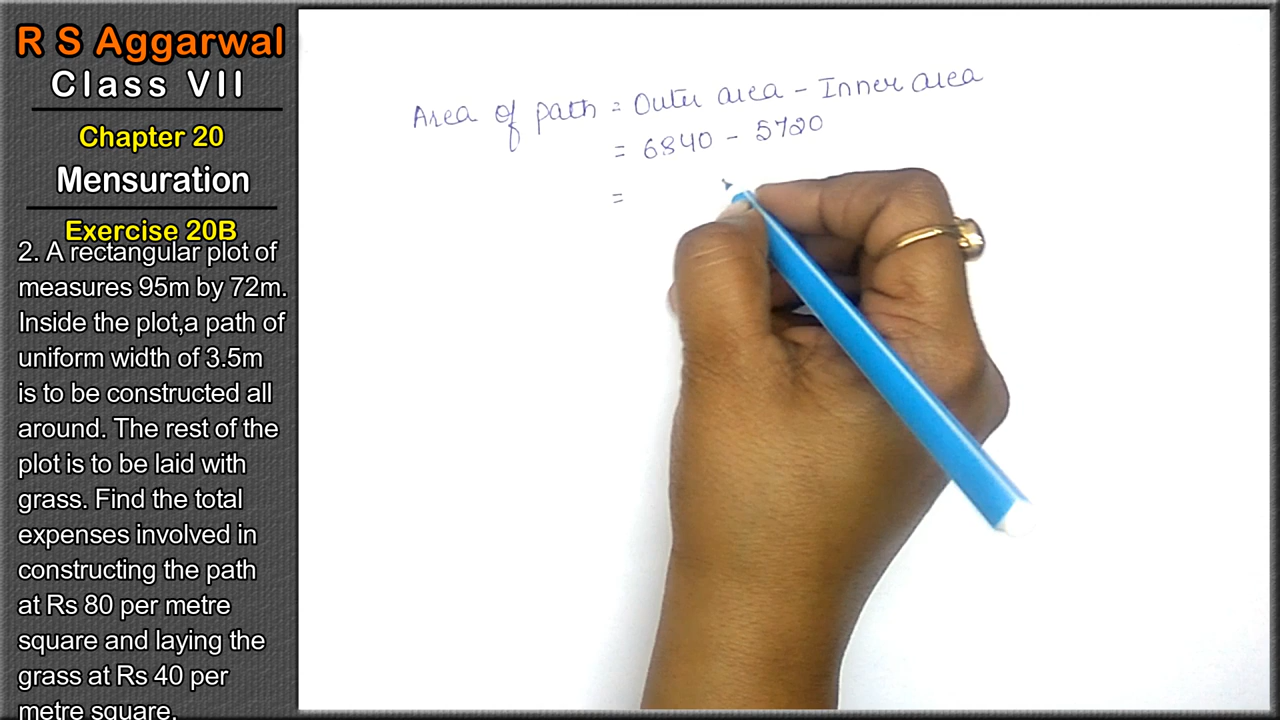 R S Aggarwal
Class VII
Chapter 20
Mensuration
Exercise 20B
2. A rectangular plot of
measures 95m by 72m.
Inside the plot,a path of
uniform width of 3.5m
is to be constructed all
around. The rest of the
plot is to be laid with
grass. Find the total
expenses involved in
constructing the path
at Rs 80 per metre
square and laying the
grass at Rs 40 per
metre square.
Area of path = Outer area - Inner area
= 6840 - 5720
=